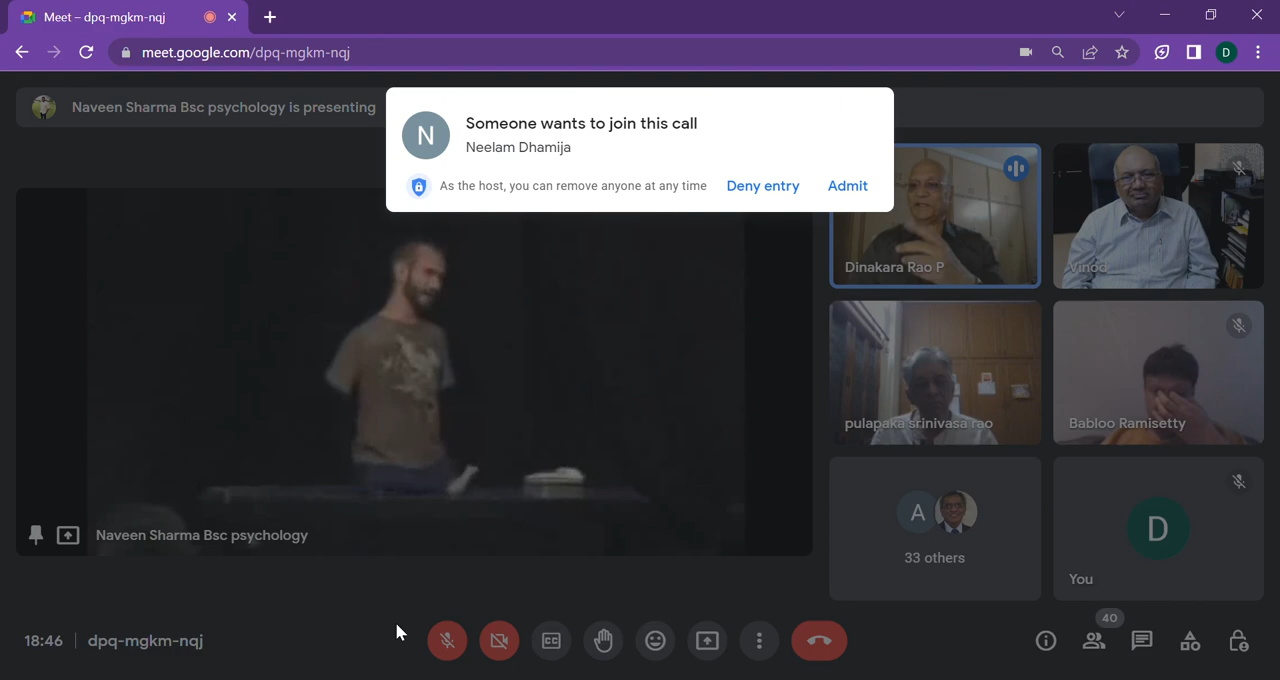 Meet – dpq-mgkm-nqj
meet.google.com/dpq-mgkm-nqj
D
Naveen Sharma Bsc psychology is presenting
N
Someone wants to join this call
Neelam Dhamija
As the host, you can remove anyone at any time
Deny entry
Admit
Dinakara Rao P
Vinod
pulapaka srinivasa rao
Babloo Ramisetty
A
33 others
D
You
Naveen Sharma Bsc psychology
18:46
dpq-mgkm-nqj
CC
40